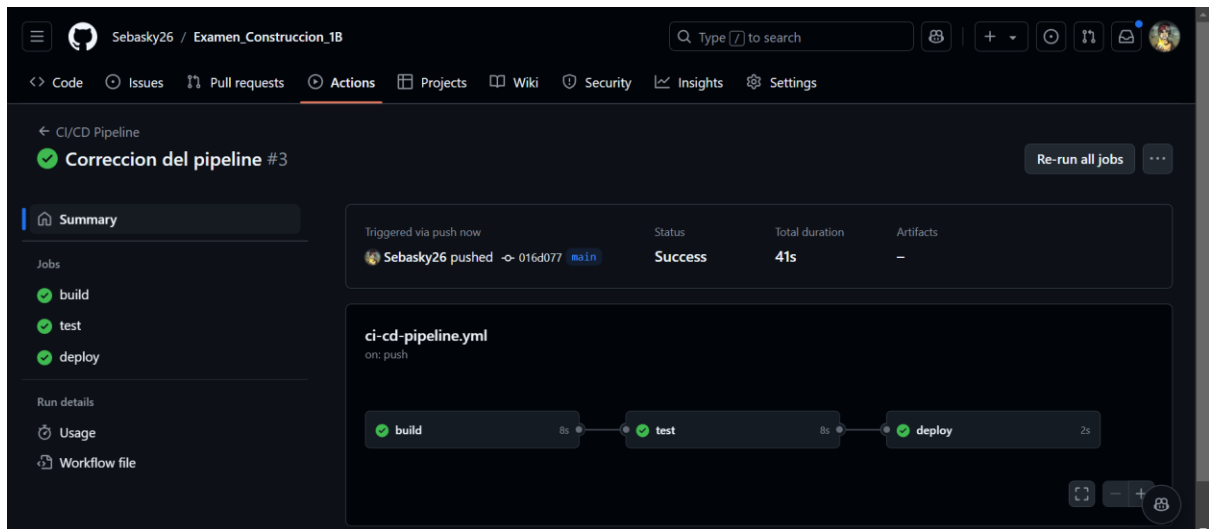 Sebasky26 / Examen_Construccion_1B
Type / to search
Code Issues Pull requests Actions Projects Wiki Security Insights Settings
CI/CD Pipeline
Correccion del pipeline #3
Re-run all jobs
Summary
Jobs
build
test
deploy
Run details
Usage
Workflow file
Triggered via push now
Sebasky26 pushed 016d077 main
Status
Success
Total duration
41s
Artifacts
–
ci-cd-pipeline.yml
on: push
build 8s
test 8s
deploy 2s